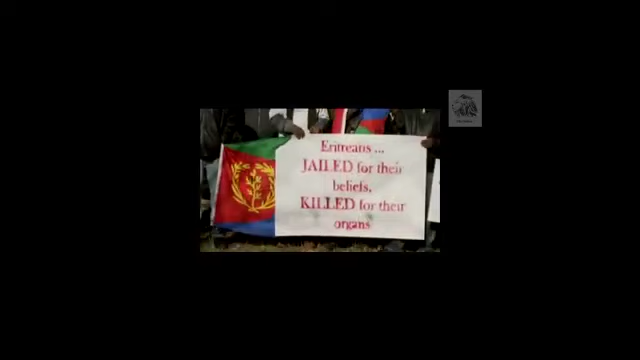 Eritreans ...
JAILED for their
beliefs,
KILLED for their
organs